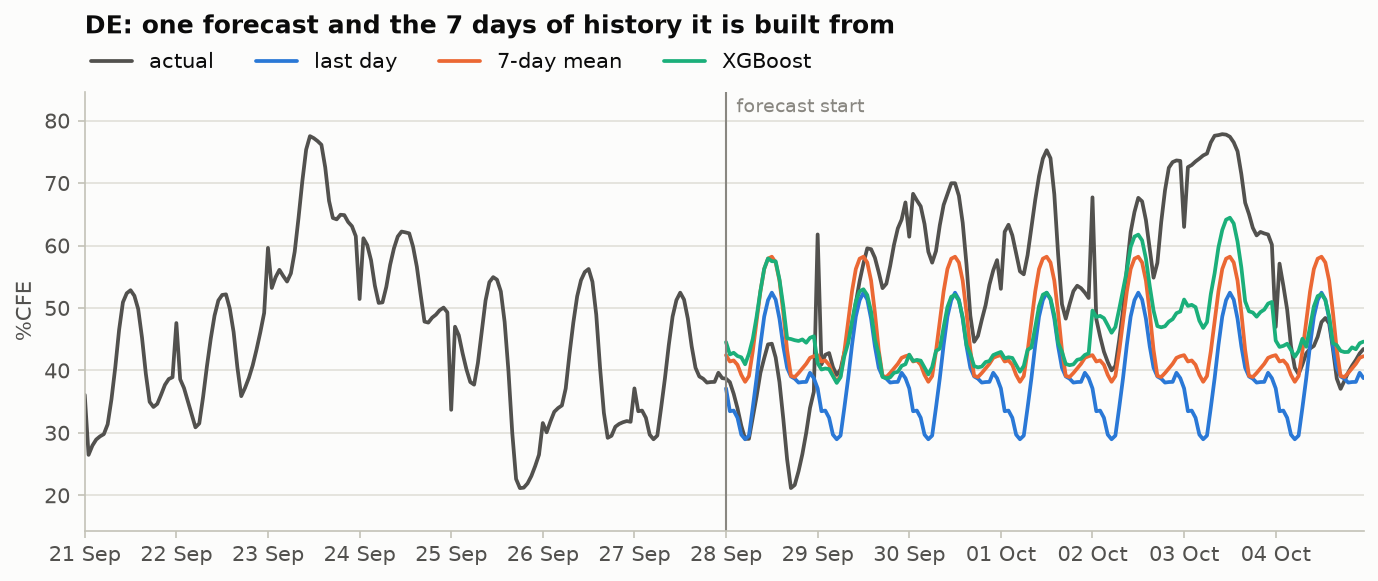 DE: one forecast and the 7 days of history it is built from
actual last day 7-day mean XGBoost
forecast start
%CFE
80
70
60
50
40
30
20
21 Sep 22 Sep 23 Sep 24 Sep 25 Sep 26 Sep 27 Sep 28 Sep 29 Sep 30 Sep 01 Oct 02 Oct 03 Oct 04 Oct